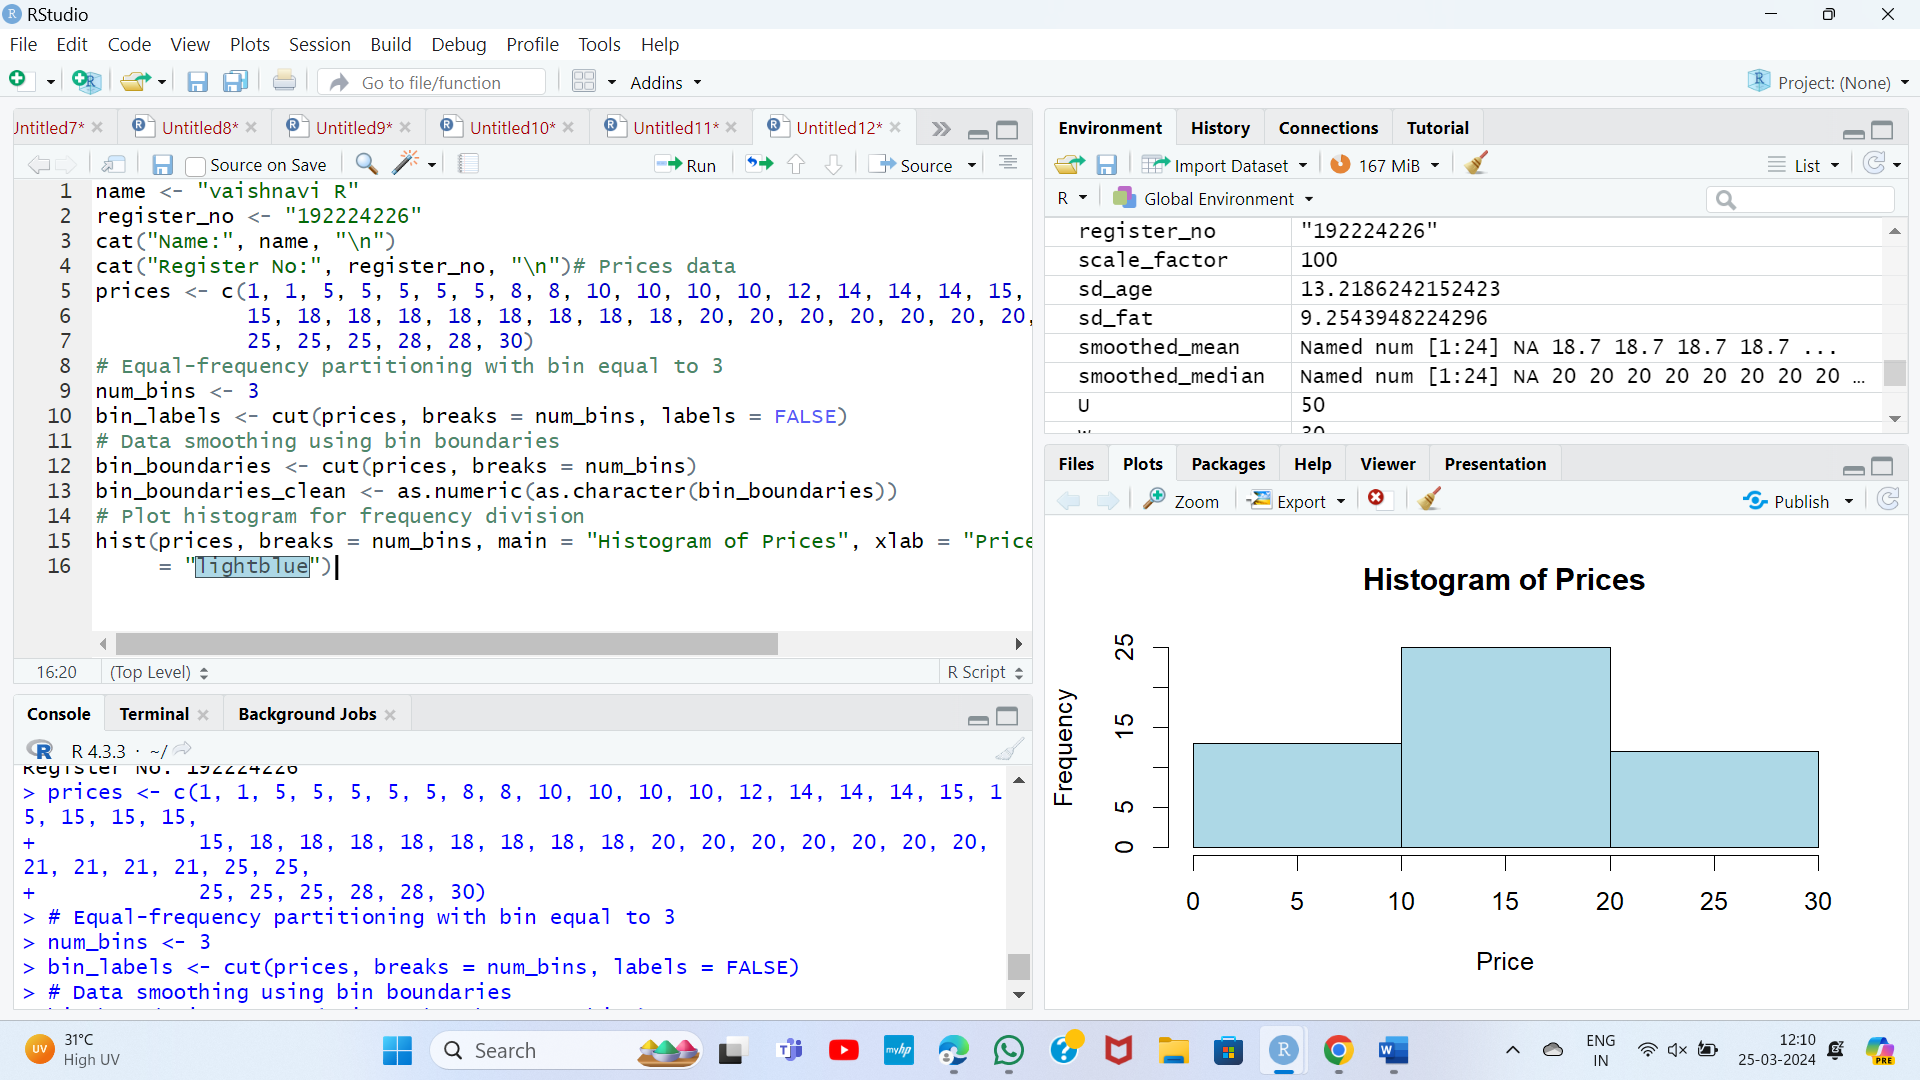 RStudio
File Edit Code View Plots Session Build Debug Profile Tools Help
Go to file/function Addins Project: (None)
Untitled7* Untitled8* Untitled9* Untitled10* Untitled11* Untitled12*
Source on Save Run Source
1 name <- "vaishnavi R"
2 register_no <- "192224226"
3 cat("Name:", name, "\n")
4 cat("Register No:", register_no, "\n")# Prices data
5 prices <- c(1, 1, 5, 5, 5, 5, 5, 8, 8, 10, 10, 10, 10, 12, 14, 14, 14, 15,
6 15, 18, 18, 18, 18, 18, 18, 18, 18, 20, 20, 20, 20, 20, 20, 20,
7 25, 25, 25, 28, 28, 30)
8 # Equal-frequency partitioning with bin equal to 3
9 num_bins <- 3
10 bin_labels <- cut(prices, breaks = num_bins, labels = FALSE)
11 # Data smoothing using bin boundaries
12 bin_boundaries <- cut(prices, breaks = num_bins)
13 bin_boundaries_clean <- as.numeric(as.character(bin_boundaries))
14 # Plot histogram for frequency division
15 hist(prices, breaks = num_bins, main = "Histogram of Prices", xlab = "Price
16 = "lightblue")
16:20 (Top Level) R Script
Console Terminal Background Jobs
R 4.3.3 · ~/
Register No: 192224226
> prices <- c(1, 1, 5, 5, 5, 5, 5, 8, 8, 10, 10, 10, 10, 12, 14, 14, 14, 15, 1
5, 15, 15, 15,
+ 15, 18, 18, 18, 18, 18, 18, 18, 18, 20, 20, 20, 20, 20, 20, 20,
21, 21, 21, 21, 25, 25,
+ 25, 25, 25, 28, 28, 30)
> # Equal-frequency partitioning with bin equal to 3
> num_bins <- 3
> bin_labels <- cut(prices, breaks = num_bins, labels = FALSE)
> # Data smoothing using bin boundaries
Environment History Connections Tutorial
Import Dataset 167 MiB List
R Global Environment
register_no "192224226"
scale_factor 100
sd_age 13.2186242152423
sd_fat 9.2543948224296
smoothed_mean Named num [1:24] NA 18.7 18.7 18.7 18.7 ...
smoothed_median Named num [1:24] NA 20 20 20 20 20 20 20 20 …
U 50
Files Plots Packages Help Viewer Presentation
Zoom Export Publish
Histogram of Prices
Frequency
25
15
5
0
0 5 10 15 20 25 30
Price
31°C
High UV
Search
myhp
ENG
IN
12:10
25-03-2024
PRE